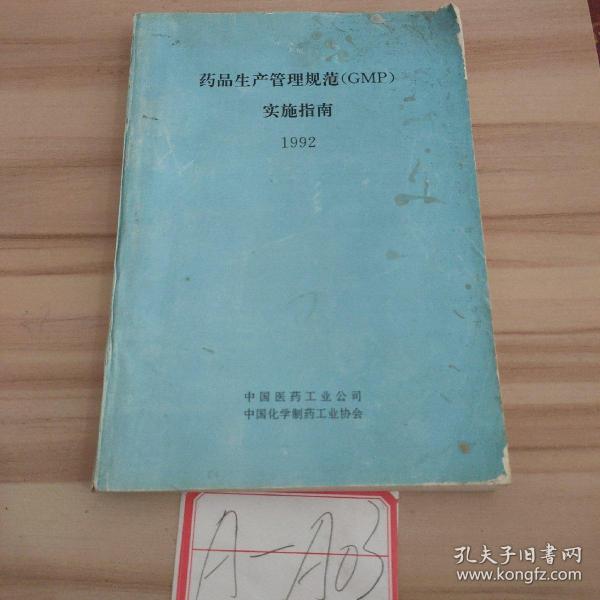 药品生产管理规范(GMP)
实施指南
1992
中国医药工业公司
中国化学制药工业协会
A-A03
孔夫子旧书网
www.kongfz.com